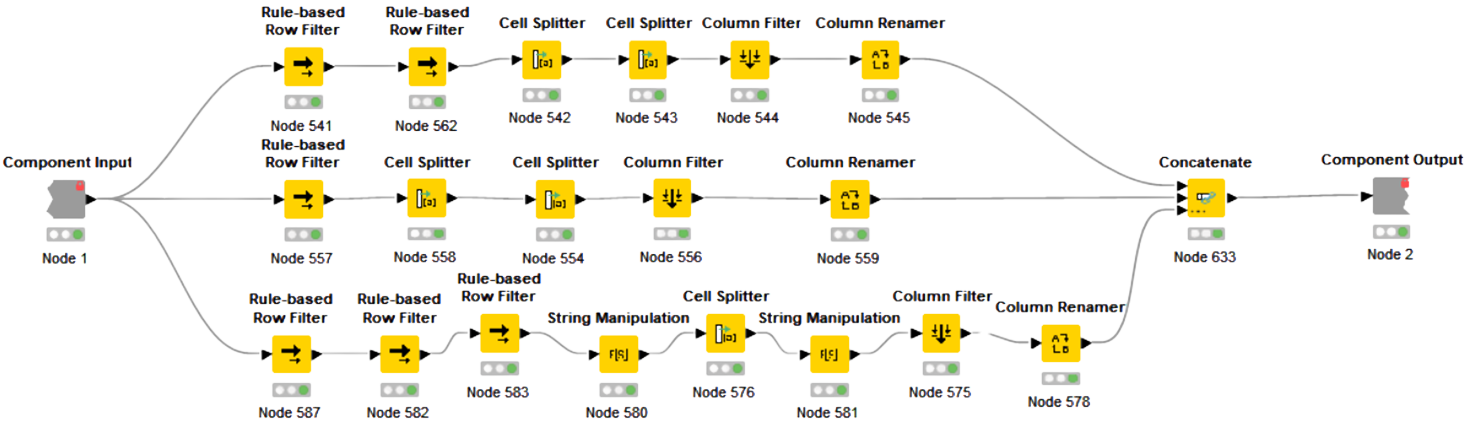 Rule-based
Row Filter
Node 541
Rule-based
Row Filter
Node 562
Cell Splitter
Node 542
Cell Splitter
Node 543
Column Filter
Node 544
Column Renamer
Node 545
Component Input
Node 1
Rule-based
Row Filter
Node 557
Cell Splitter
Node 558
Cell Splitter
Node 554
Column Filter
Node 556
Column Renamer
Node 559
Concatenate
Node 633
Component Output
Node 2
Rule-based
Row Filter
Node 587
Rule-based
Row Filter
Node 582
Rule-based
Row Filter
Node 583
String Manipulation
Node 580
Cell Splitter
Node 576
String Manipulation
Node 581
Column Filter
Node 575
Column Renamer
Node 578